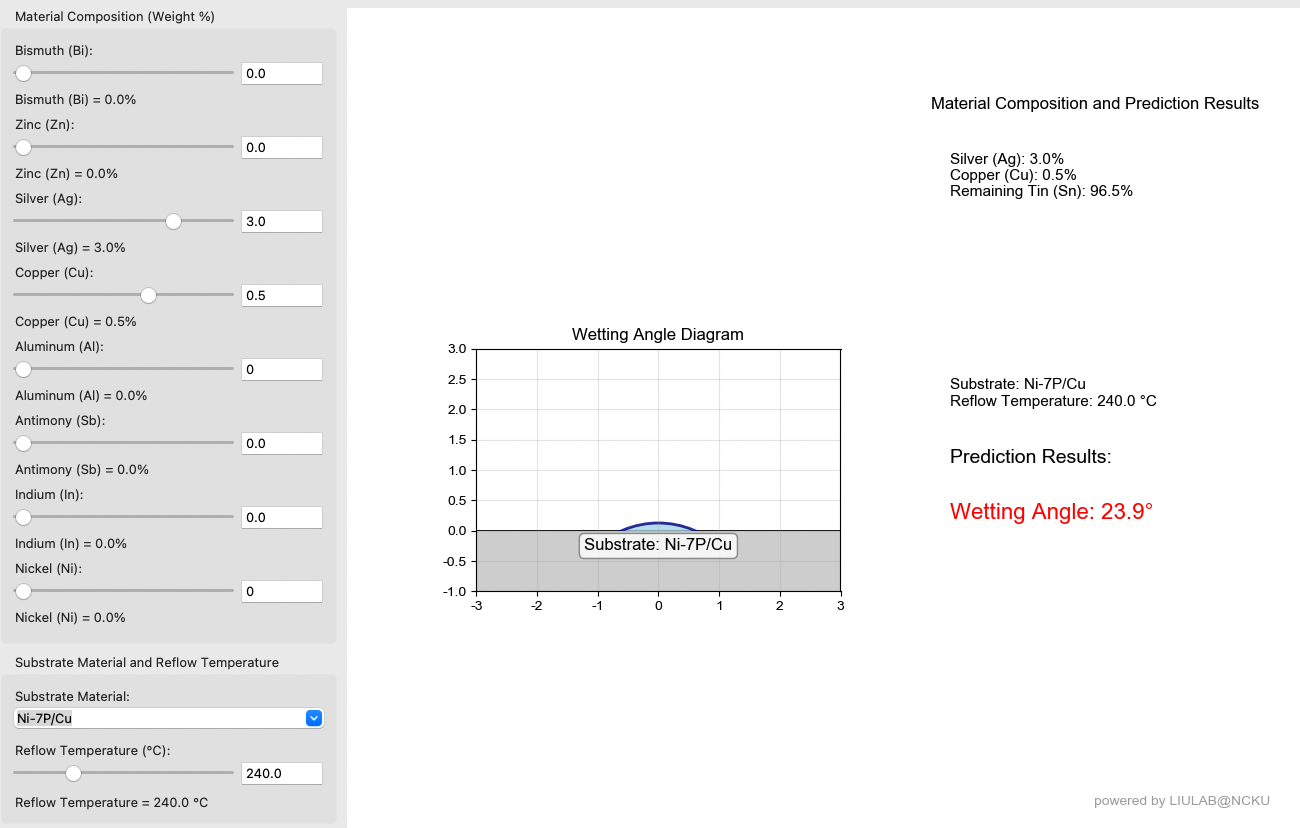 Material Composition (Weight %)
Bismuth (Bi):
0.0
Bismuth (Bi) = 0.0%
Zinc (Zn):
0.0
Zinc (Zn) = 0.0%
Silver (Ag):
3.0
Silver (Ag) = 3.0%
Copper (Cu):
0.5
Copper (Cu) = 0.5%
Aluminum (Al):
0
Aluminum (Al) = 0.0%
Antimony (Sb):
0.0
Antimony (Sb) = 0.0%
Indium (In):
0.0
Indium (In) = 0.0%
Nickel (Ni):
0
Nickel (Ni) = 0.0%
Substrate Material and Reflow Temperature
Substrate Material:
Ni-7P/Cu
Reflow Temperature (°C):
240.0
Reflow Temperature = 240.0 °C
Wetting Angle Diagram
3.0
2.5
2.0
1.5
1.0
0.5
0.0
-0.5
-1.0
-3 -2 -1 0 1 2 3
Substrate: Ni-7P/Cu
Material Composition and Prediction Results
Silver (Ag): 3.0%
Copper (Cu): 0.5%
Remaining Tin (Sn): 96.5%
Substrate: Ni-7P/Cu
Reflow Temperature: 240.0 °C
Prediction Results:
Wetting Angle: 23.9°
powered by LIULAB@NCKU